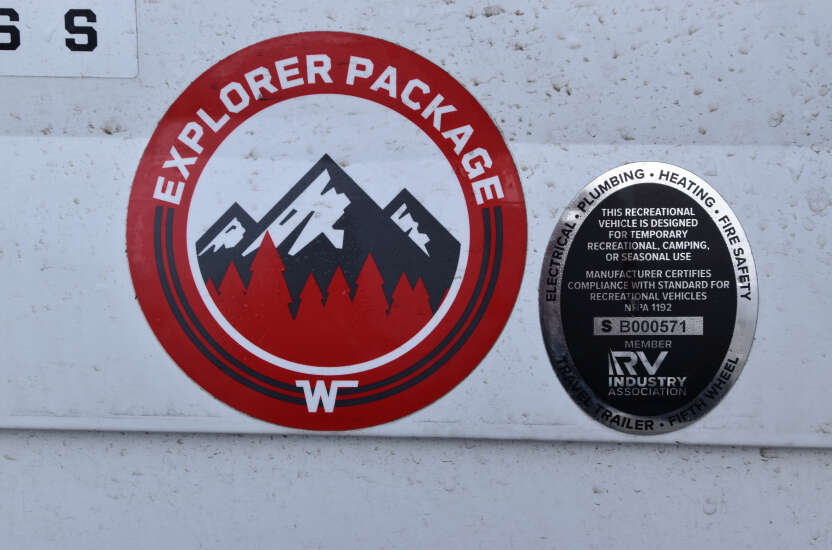 S S
EXPLORER PACKAGE
W
ELECTRICAL • PLUMBING • HEATING • FIRE SAFETY
THIS RECREATIONAL
VEHICLE IS DESIGNED
FOR TEMPORARY
RECREATIONAL, CAMPING,
OR SEASONAL USE
MANUFACTURER CERTIFIES
COMPLIANCE WITH STANDARD FOR
RECREATIONAL VEHICLES
NFPA 1192
S B000571
MEMBER
RV
INDUSTRY
ASSOCIATION
TRAVEL TRAILER • FIFTH WHEEL